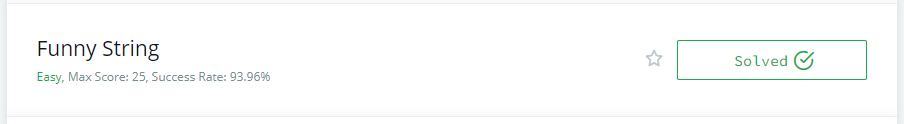 Funny String
Solved
Easy, Max Score: 25, Success Rate: 93.96%